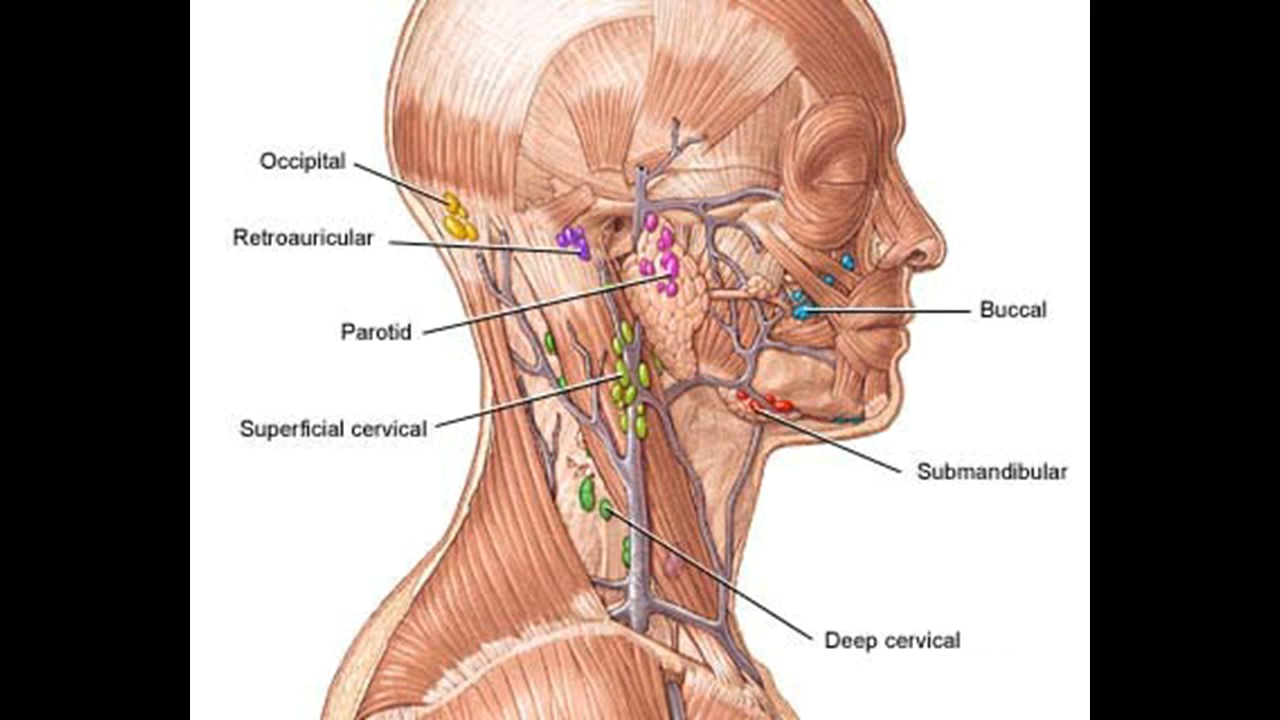 Occipital
Retroauricular
Parotid
Buccal
Superficial cervical
Submandibular
Deep cervical